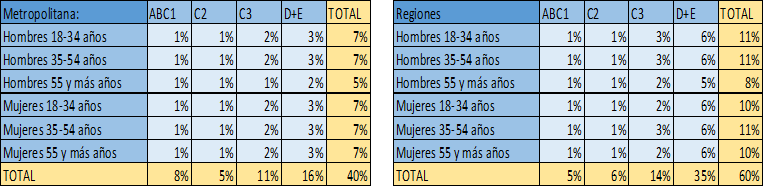 Metropolitana: ABC1 C2 C3 D+E TOTAL
Hombres 18-34 años 1% 1% 2% 3% 7%
Hombres 35-54 años 1% 1% 2% 3% 7%
Hombres 55 y más años 1% 1% 1% 2% 5%
Mujeres 18-34 años 1% 1% 2% 3% 7%
Mujeres 35-54 años 1% 1% 2% 3% 7%
Mujeres 55 y más años 1% 1% 2% 3% 7%
TOTAL 8% 5% 11% 16% 40%
Regiones ABC1 C2 C3 D+E TOTAL
Hombres 18-34 años 1% 1% 3% 6% 11%
Hombres 35-54 años 1% 1% 3% 6% 11%
Hombres 55 y más años 1% 1% 2% 5% 8%
Mujeres 18-34 años 1% 1% 2% 6% 10%
Mujeres 35-54 años 1% 1% 3% 6% 11%
Mujeres 55 y más años 1% 1% 2% 6% 10%
TOTAL 5% 6% 14% 35% 60%